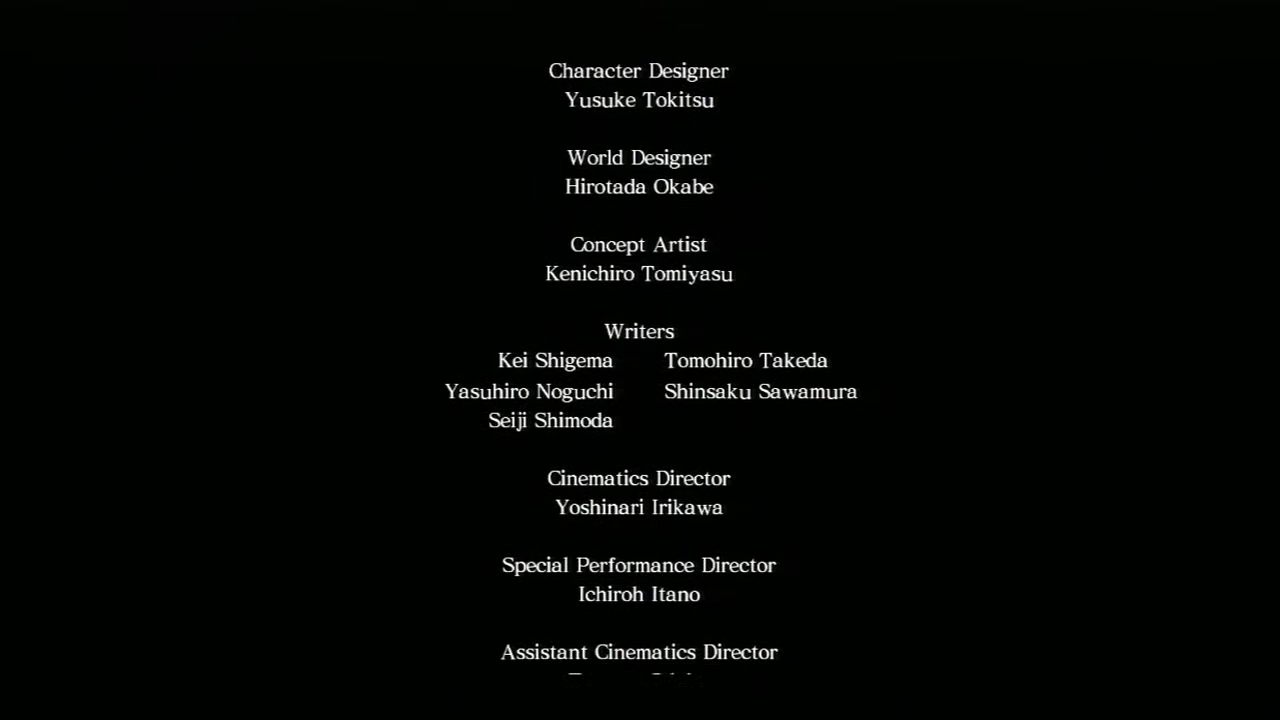 Character Designer
Yusuke Tokitsu
World Designer
Hirotada Okabe
Concept Artist
Kenichiro Tomiyasu
Writers
Kei Shigema Tomohiro Takeda
Yasuhiro Noguchi Shinsaku Sawamura
Seiji Shimoda
Cinematics Director
Yoshinari Irikawa
Special Performance Director
Ichiroh Itano
Assistant Cinematics Director